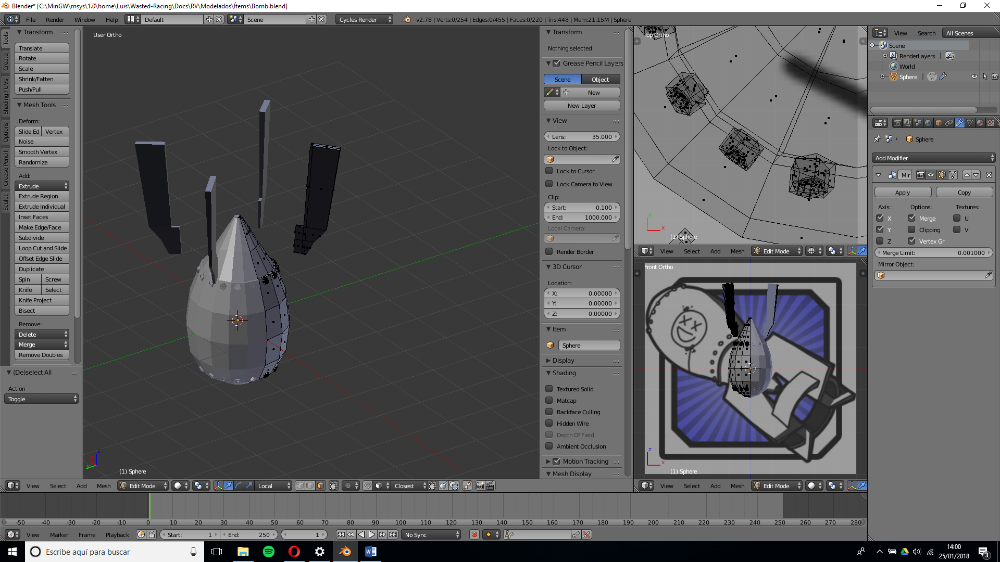 Blender* [C:\MinGW\msys\1.0\home\Luis\Wasted-Racing\Docs\RV\Modelados\Ítems\Bomb.blend]
File Render Window Help Default Scene Cycles Render v2.78 | Verts:0/254 | Edges:0/455 | Faces:0/220 | Tris:448 | Mem:21.15M | Sphere
Tools
Create
Shading / UVs
Options
Grease Pencil
Sculpt
Transform
Translate
Rotate
Scale
Shrink/Fatten
Push/Pull
Mesh Tools
Deform:
Slide Ed Vertex
Noise
Smooth Vertex
Randomize
Add:
Extrude
Extrude Region
Extrude Individual
Inset Faces
Make Edge/Face
Subdivide
Loop Cut and Slide
Offset Edge Slide
Duplicate
Spin Screw
Knife Select
Knife Project
Bisect
Remove:
Delete
Merge
Remove Doubles
(De)select All
Action
Toggle
User Ortho
(1) Sphere
Transform
Nothing selected
Grease Pencil Layers
Scene Object
New
New Layer
View
Lens: 35.000
Lock to Object:
Lock to Cursor
Lock Camera to View
Clip:
Start: 0.100
End: 1000.000
Local Camera:
Render Border
3D Cursor
Location:
X: 0.00000
Y: 0.00000
Z: 0.00000
Item
Sphere
Display
Shading
Textured Solid
Matcap
Backface Culling
Hidden Wire
Depth Of Field
Ambient Occlusion
Motion Tracking
Mesh Display
View Select Add Mesh Edit Mode Local Closest
Top Ortho
y
x
(1) Sphere
View Select Add Mesh Edit Mode
Front Ortho
z
x
(1) Sphere
View Select Add Mesh Edit Mode
View Search All Scenes
Scene
RenderLayers
World
Sphere
Sphere
Add Modifier
Mir
Apply Copy
Axis: Options: Textures:
X Merge U
Y Clipping V
Z Vertex Gr
Merge Limit: 0.001000
Mirror Object:
-50 -40 -30 -20 -10 0 10 20 30 40 50 60 70 80 90 100 110 120 130 140 150 160 170 180 190 200 210 220 230 240 250 260 270 280
View Marker Frame Playback Start: 1 End: 250 1 No Sync
Escribe aquí para buscar
14:00
25/01/2018
3